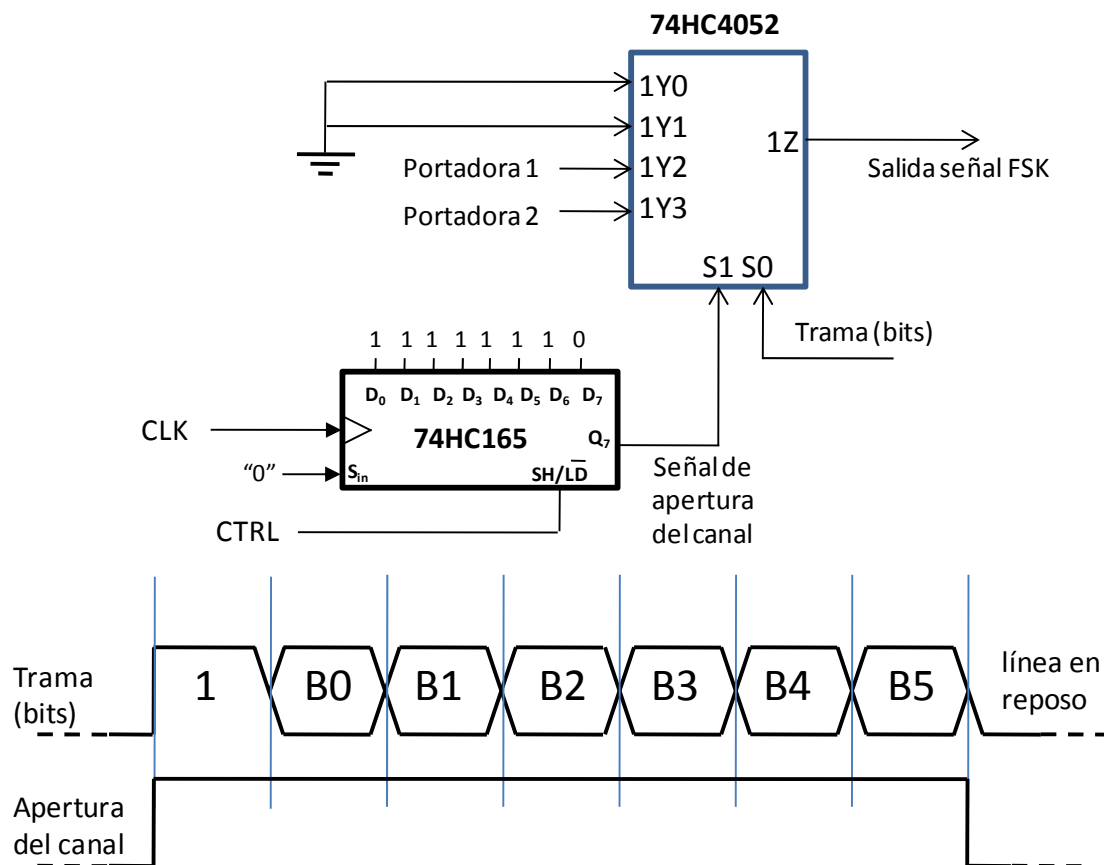 74HC4052
1Y0
1Y1
1Y2
1Y3
1Z
Portadora 1
Portadora 2
Salida señal FSK
S1 S0
Trama (bits)
1 1 1 1 1 1 1 0
D0 D1 D2 D3 D4 D5 D6 D7
74HC165
CLK
Q7
"0"
Sin
SH/L̅D̅
CTRL
Señal de
apertura
del canal
Trama
(bits)
1 B0 B1 B2 B3 B4 B5
línea en
reposo
Apertura
del canal